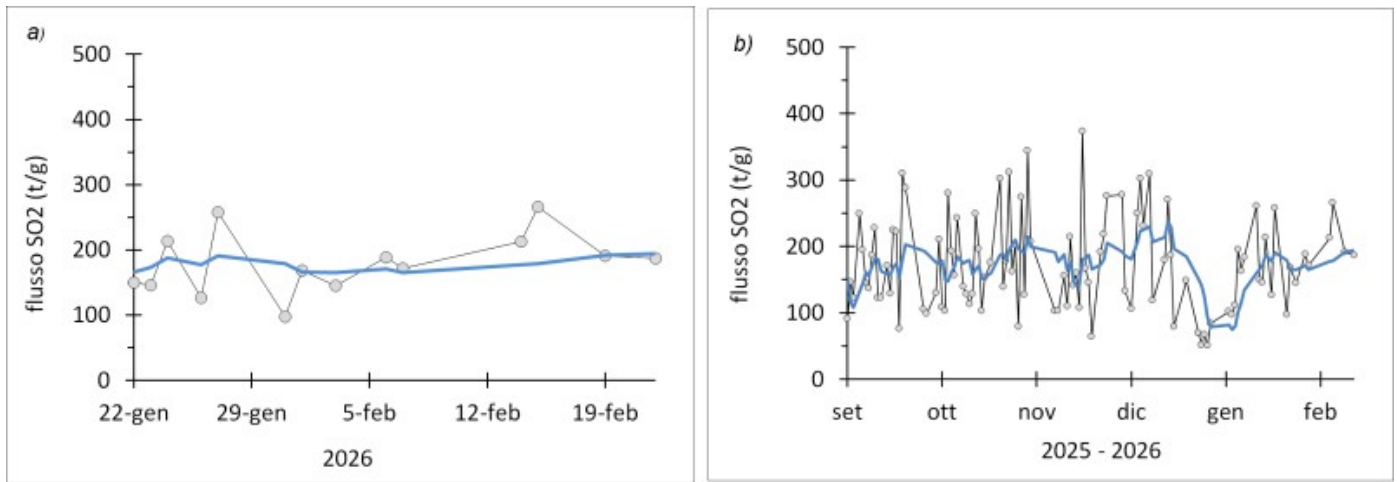 a)
flusso SO2 (t/g)
500
400
300
200
100
0
22-gen 29-gen 5-feb 12-feb 19-feb
2026
b)
flusso SO2 (t/g)
500
400
300
200
100
0
set ott nov dic gen feb
2025 - 2026